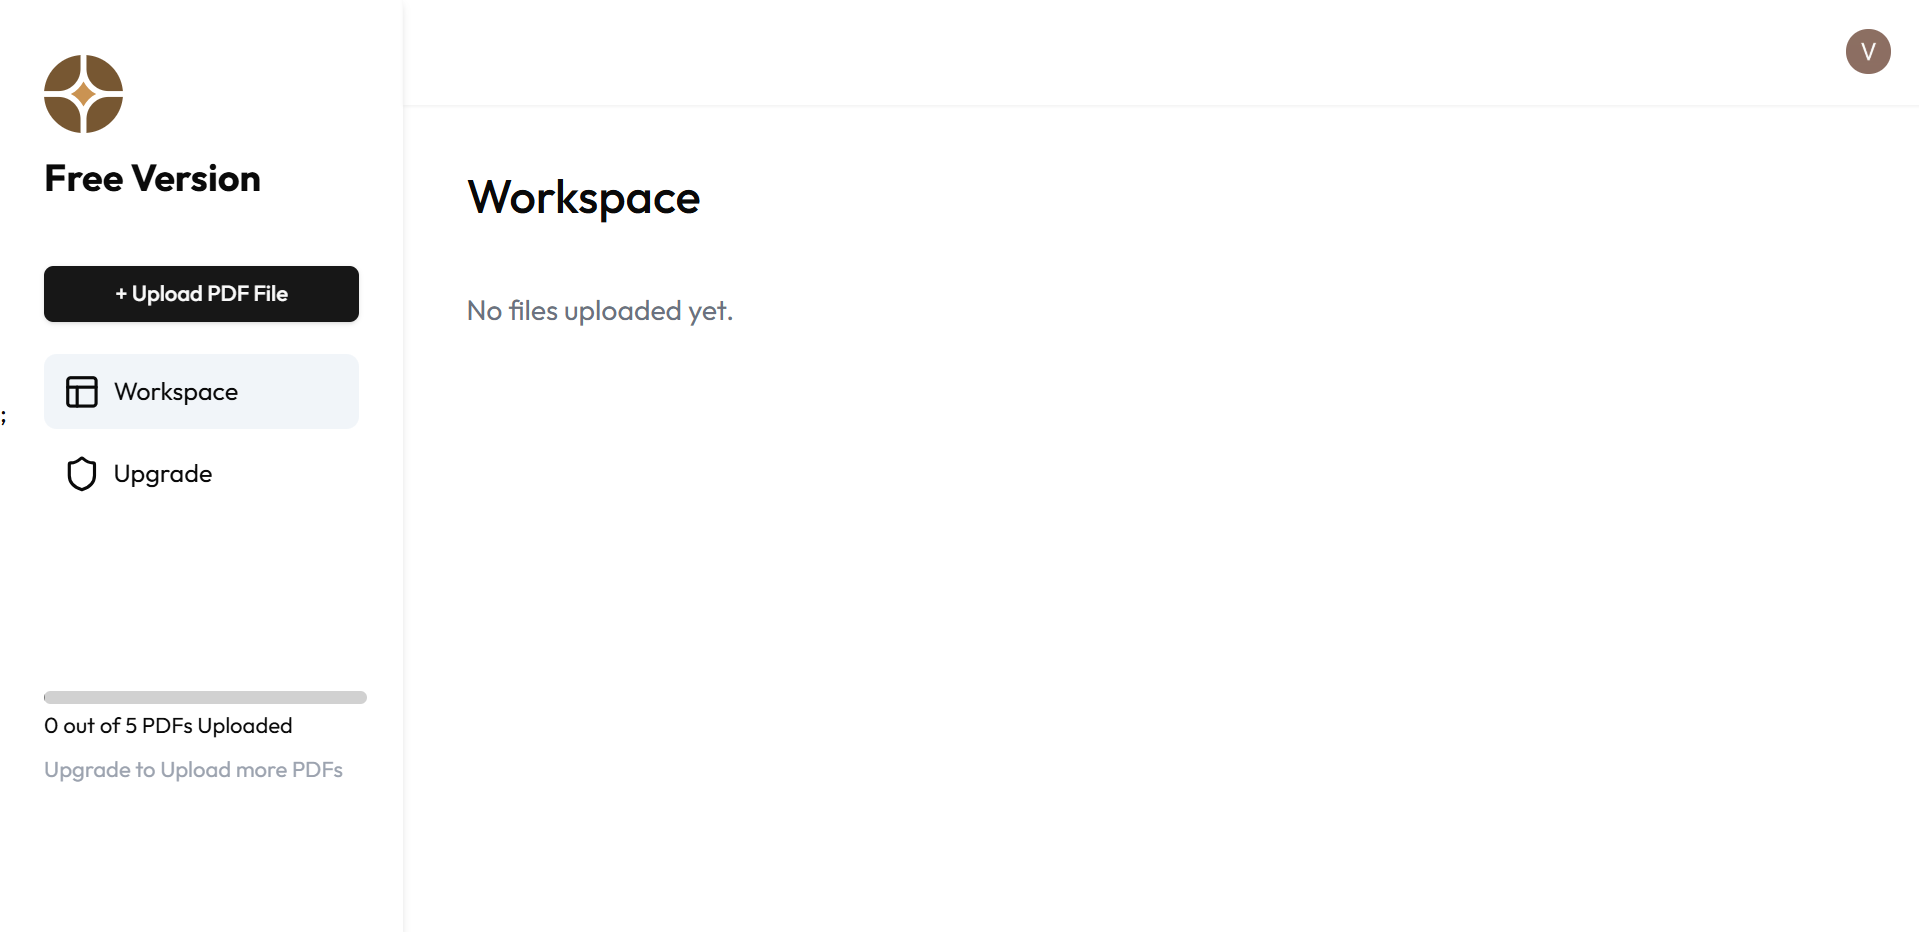 V
Free Version
Workspace
+ Upload PDF File
No files uploaded yet.
Workspace
;
Upgrade
0 out of 5 PDFs Uploaded
Upgrade to Upload more PDFs